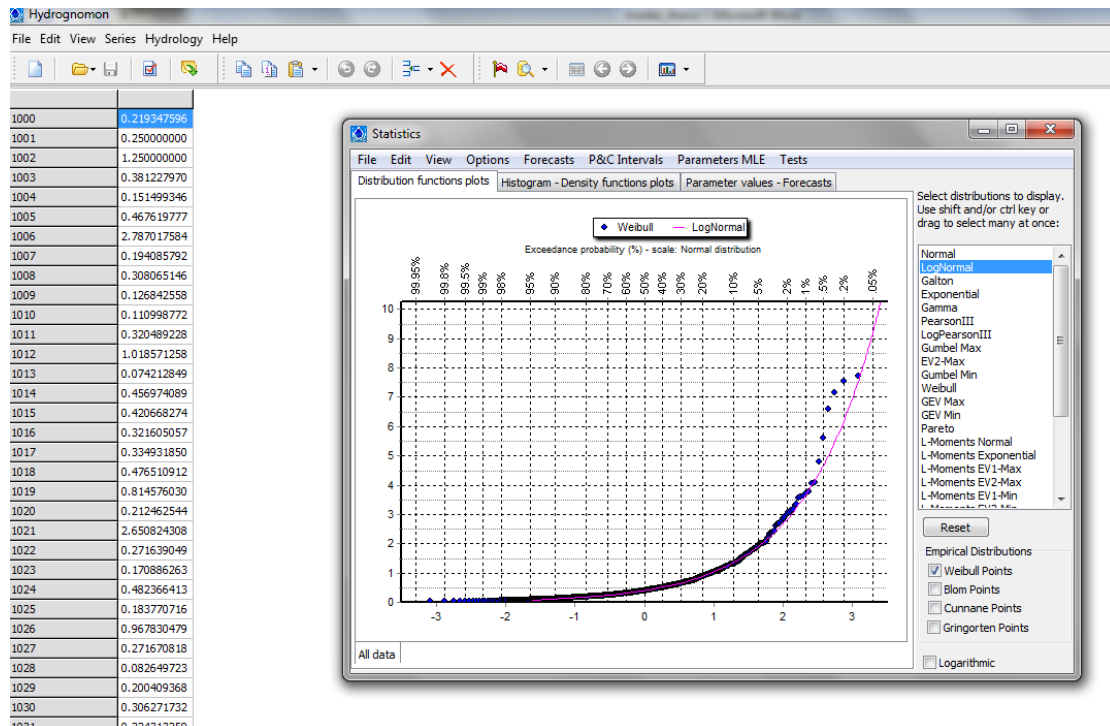 Hydrognomon
File Edit View Series Hydrology Help
1000 0.219347596
1001 0.250000000
1002 1.250000000
1003 0.381227970
1004 0.151499346
1005 0.467619777
1006 2.787017584
1007 0.194085792
1008 0.308065146
1009 0.126842558
1010 0.110998772
1011 0.320489228
1012 1.018571258
1013 0.074212849
1014 0.456974089
1015 0.420668274
1016 0.321605057
1017 0.334931850
1018 0.476510912
1019 0.814576030
1020 0.212462544
1021 2.650824308
1022 0.271639049
1023 0.170886263
1024 0.482366413
1025 0.183770716
1026 0.967830479
1027 0.271670818
1028 0.082649723
1029 0.200409368
1030 0.306271732
Statistics
File Edit View Options Forecasts P&C Intervals Parameters MLE Tests
Distribution functions plots Histogram - Density functions plots Parameter values - Forecasts
Weibull LogNormal
Exceedance probability (%) - scale: Normal distribution
99.95% 99.8% 99.5% 99% 98% 95% 90% 80% 70% 60% 50% 40% 30% 20% 10% 5% 2% 1% .5% .2% .05%
10
9
8
7
6
5
4
3
2
1
0
-3 -2 -1 0 1 2 3
All data
Select distributions to display.
Use shift and/or ctrl key or
drag to select many at once:
Normal
LogNormal
Galton
Exponential
Gamma
PearsonIII
LogPearsonIII
Gumbel Max
EV2-Max
Gumbel Min
Weibull
GEV Max
GEV Min
Pareto
L-Moments Normal
L-Moments Exponential
L-Moments EV1-Max
L-Moments EV2-Max
L-Moments EV1-Min
Reset
Empirical Distributions
Weibull Points
Blom Points
Cunnane Points
Gringorten Points
Logarithmic